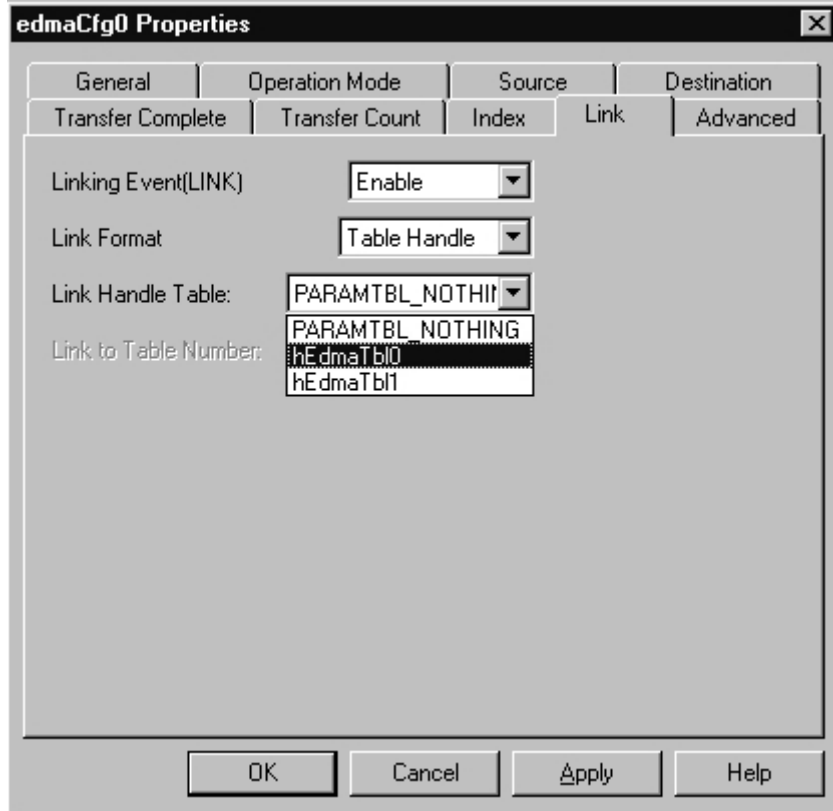 edmaCfg0 Properties
General Operation Mode Source Destination
Transfer Complete Transfer Count Index Link Advanced
Linking Event(LINK) Enable
Link Format Table Handle
Link Handle Table: PARAMTBL_NOTHIN
PARAMTBL_NOTHING
Link to Table Number: hEdmaTbl0
hEdmaTbl1
OK Cancel Apply Help